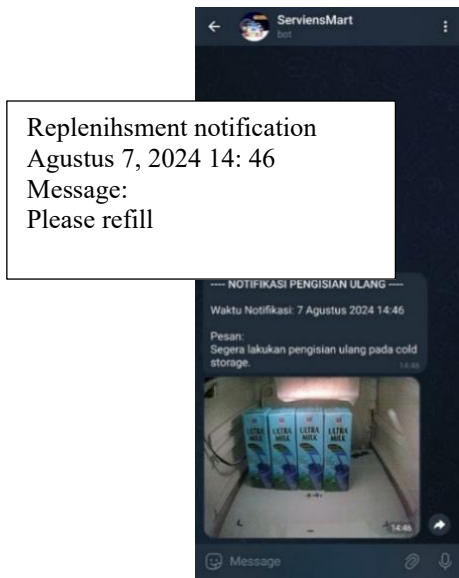 ServiensMart
bot
Replenihsment notification
Agustus 7, 2024 14: 46
Message:
Please refill
---- NOTIFIKASI PENGISIAN ULANG ----
Waktu Notifikasi: 7 Agustus 2024 14:46
Pesan:
Segera lakukan pengisian ulang pada cold
storage.
14:46
ULTRA ULTRA ULTRA ULTRA
MILK MILK MILK MILK
14:46
Message